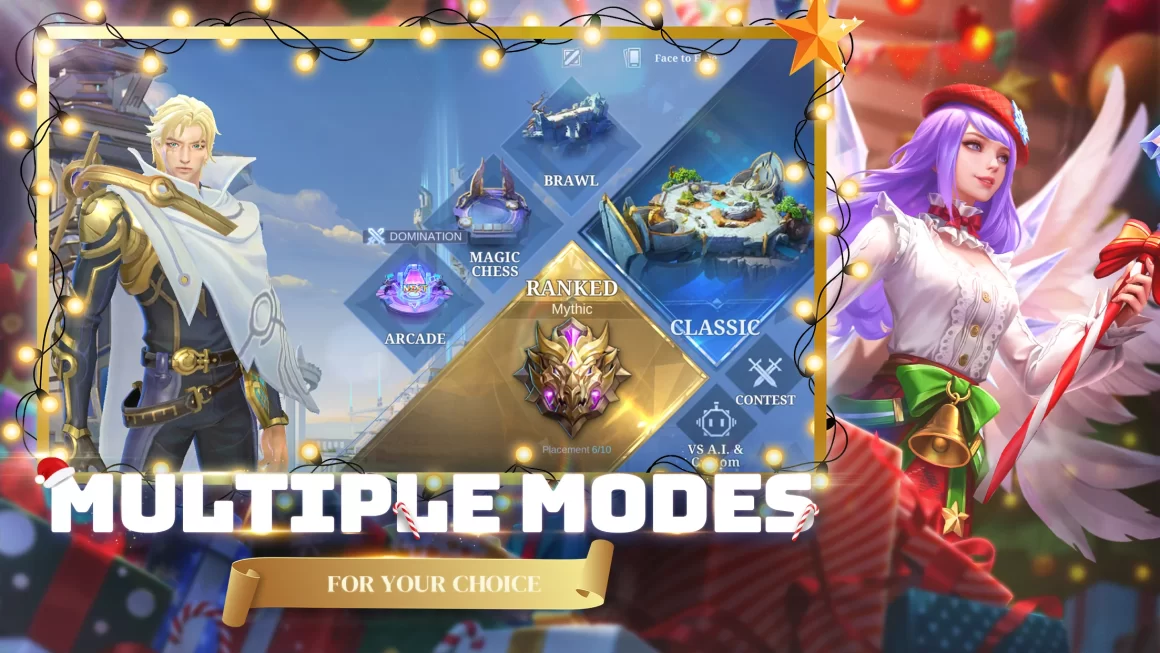 Face to
BRAWL
DOMINATION
MAGIC
CHESS
RANKED
Mythic
ARCADE
CLASSIC
CONTEST
Placement 6/10
VS A.I. &
MULTIPLE MODES
FOR YOUR CHOICE